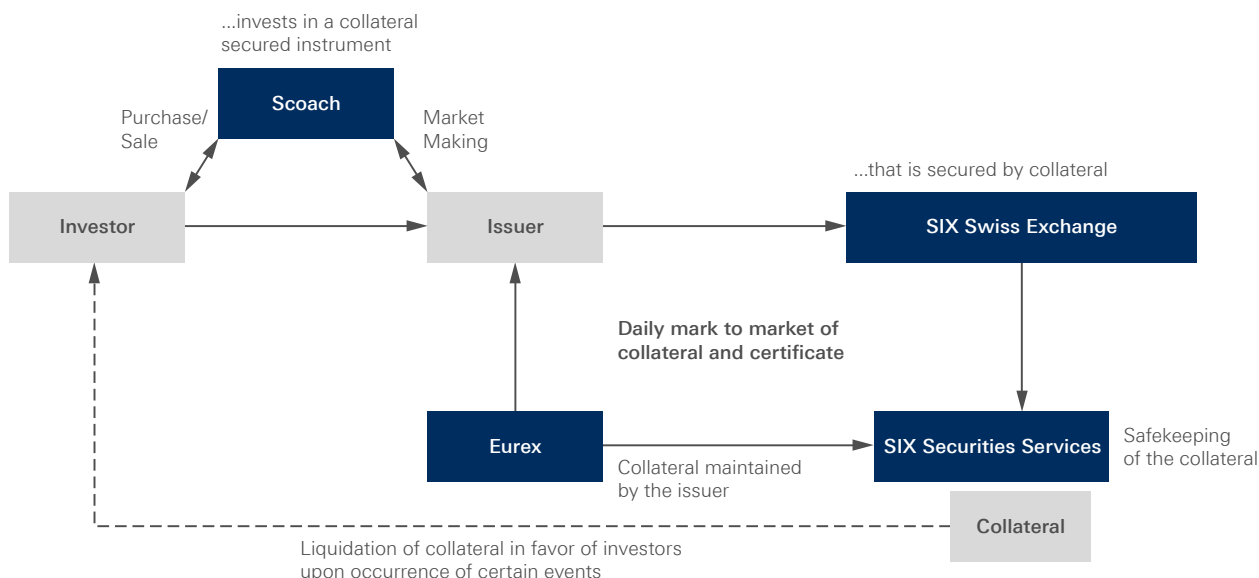 ...invests in a collateral
secured instrument
Scoach
Purchase/
Sale
Market
Making
...that is secured by collateral
Investor
Issuer
SIX Swiss Exchange
Daily mark to market of
collateral and certificate
Eurex
SIX Securities Services
Safekeeping
of the collateral
Collateral maintained
by the issuer
Collateral
Liquidation of collateral in favor of investors
upon occurrence of certain events